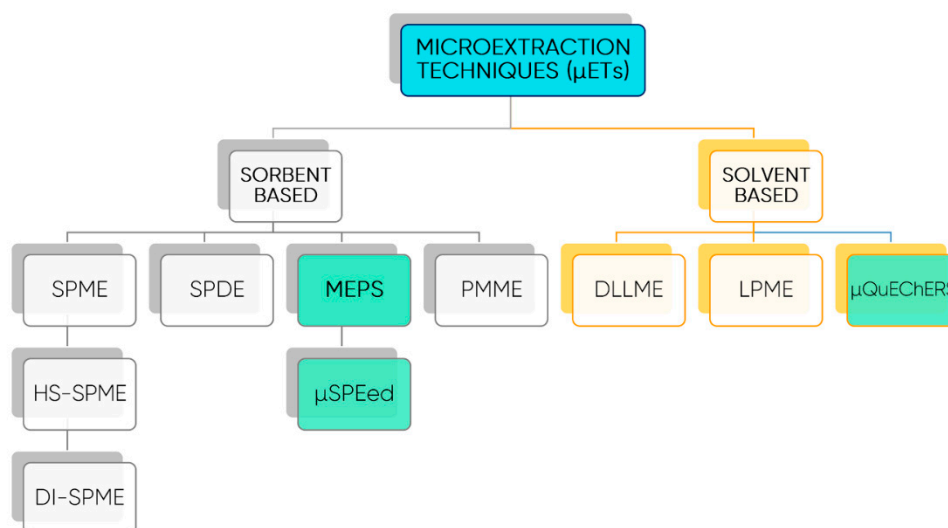 MICROEXTRACTION
TECHNIQUES (µETs)
SORBENT
BASED
SOLVENT
BASED
SPME
SPDE
MEPS
PMME
DLLME
LPME
µQuEChERS
HS-SPME
µSPEed
DI-SPME